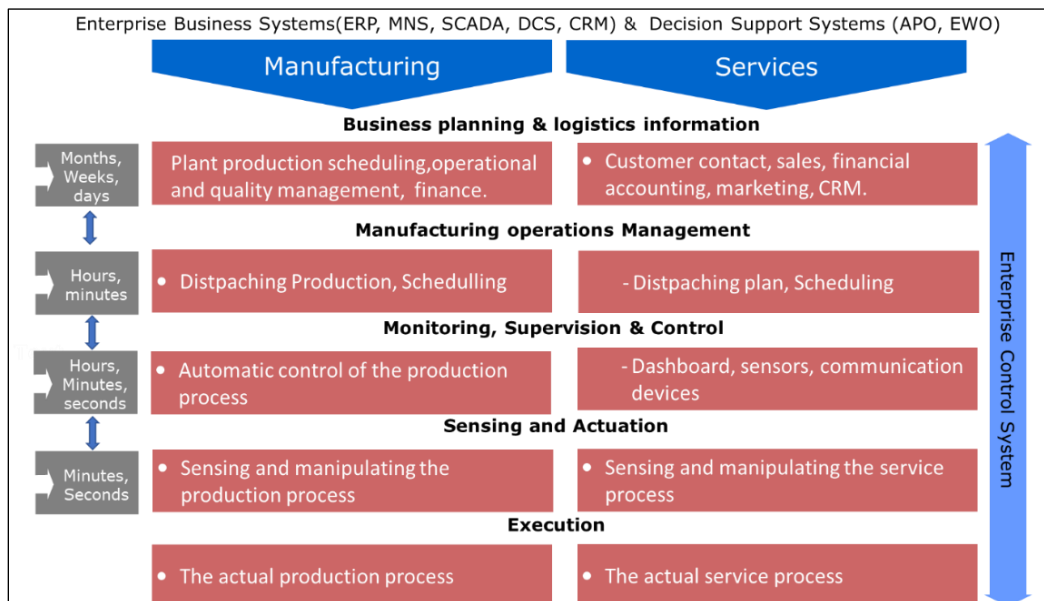 Enterprise Business Systems(ERP, MNS, SCADA, DCS, CRM) & Decision Support Systems (APO, EWO)
Manufacturing
Services
Business planning & logistics information
Months,
Weeks,
days
Plant production scheduling,operational
and quality management, finance.
• Customer contact, sales, financial
accounting, marketing, CRM.
Manufacturing operations Management
Hours,
minutes
• Distpaching Production, Schedulling
- Distpaching plan, Scheduling
Monitoring, Supervision & Control
Hours,
Minutes,
seconds
• Automatic control of the production
process
- Dashboard, sensors, communication
devices
Sensing and Actuation
Minutes,
Seconds
• Sensing and manipulating the
production process
• Sensing and manipulating the service
process
Execution
• The actual production process
• The actual service process
Enterprise Control System